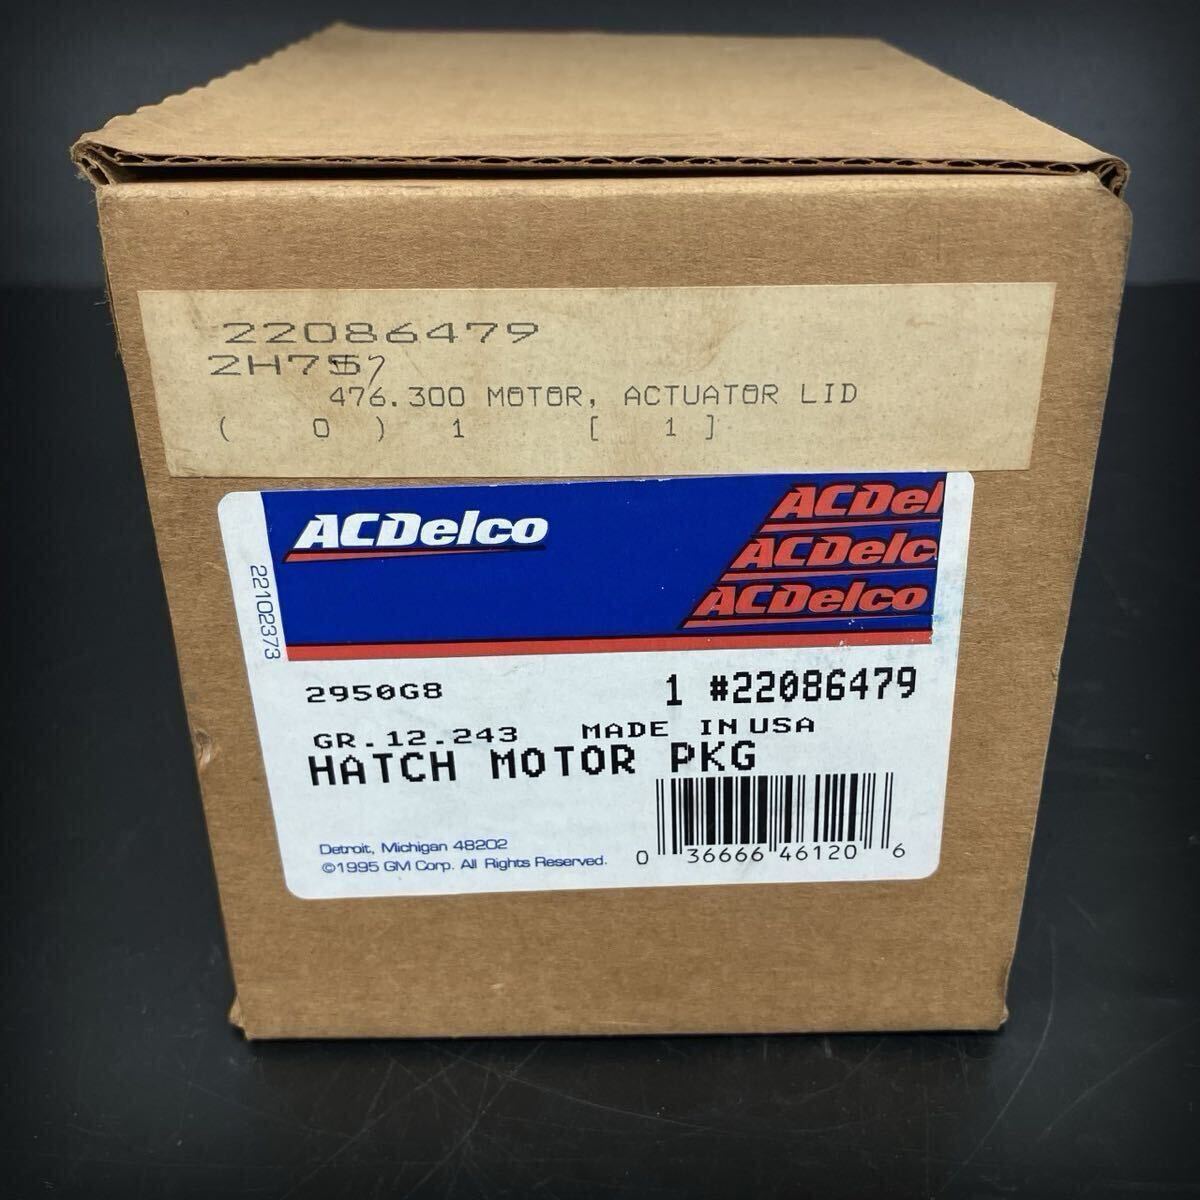 22086479
2H757
476.300 MOTOR, ACTUATOR LID
( 0 ) 1 [ 1 ]
ACDelco
ACDel
ACDelc
ACDelco
22102373
2950G8 1 #22086479
GR.12.243 MADE IN USA
HATCH MOTOR PKG
Detroit, Michigan 48202
©1995 GM Corp. All Rights Reserved.
0 36666 46120 6